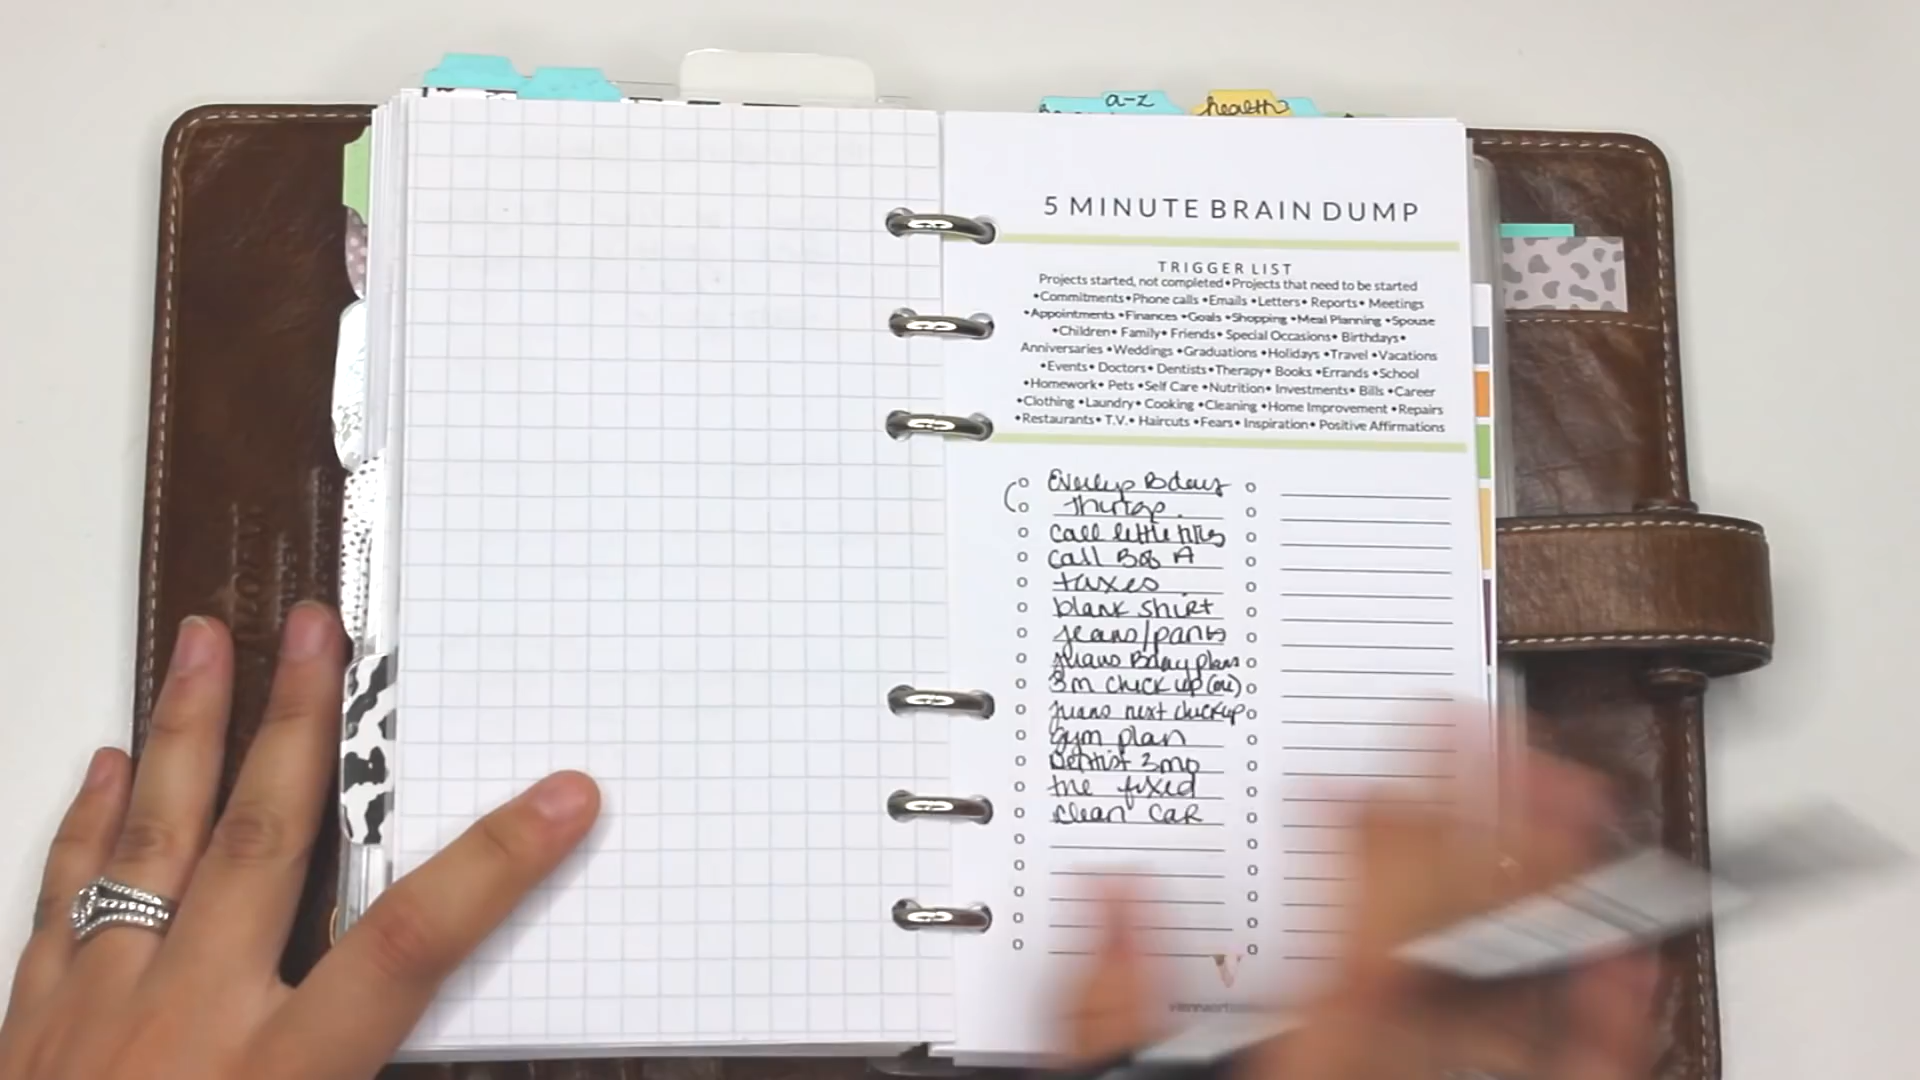 a-z
health
5 MINUTE BRAIN DUMP
TRIGGER LIST
Projects started, not completed•Projects that need to be started
•Commitments•Phone calls •Emails •Letters• Reports• Meetings
•Appointments •Finances •Goals •Shopping •Meal Planning •Spouse
•Children• Family• Friends• Special Occasions• Birthdays•
Anniversaries •Weddings •Graduations •Holidays •Travel •Vacations
•Events• Doctors• Dentists•Therapy• Books •Errands •School
•Homework• Pets •Self Care •Nutrition• Investments• Bills •Career
•Clothing •Laundry• Cooking •Cleaning •Home Improvement •Repairs
•Restaurants• T.V.• Haircuts •Fears• Inspiration• Positive Affirmations
Bday
call little
call Bob A
taxes
blank shirt
jeans/pants
Bday plans
3m check up (me)
next checkup
gym plan
Dentist 3mo
fixed
clean car